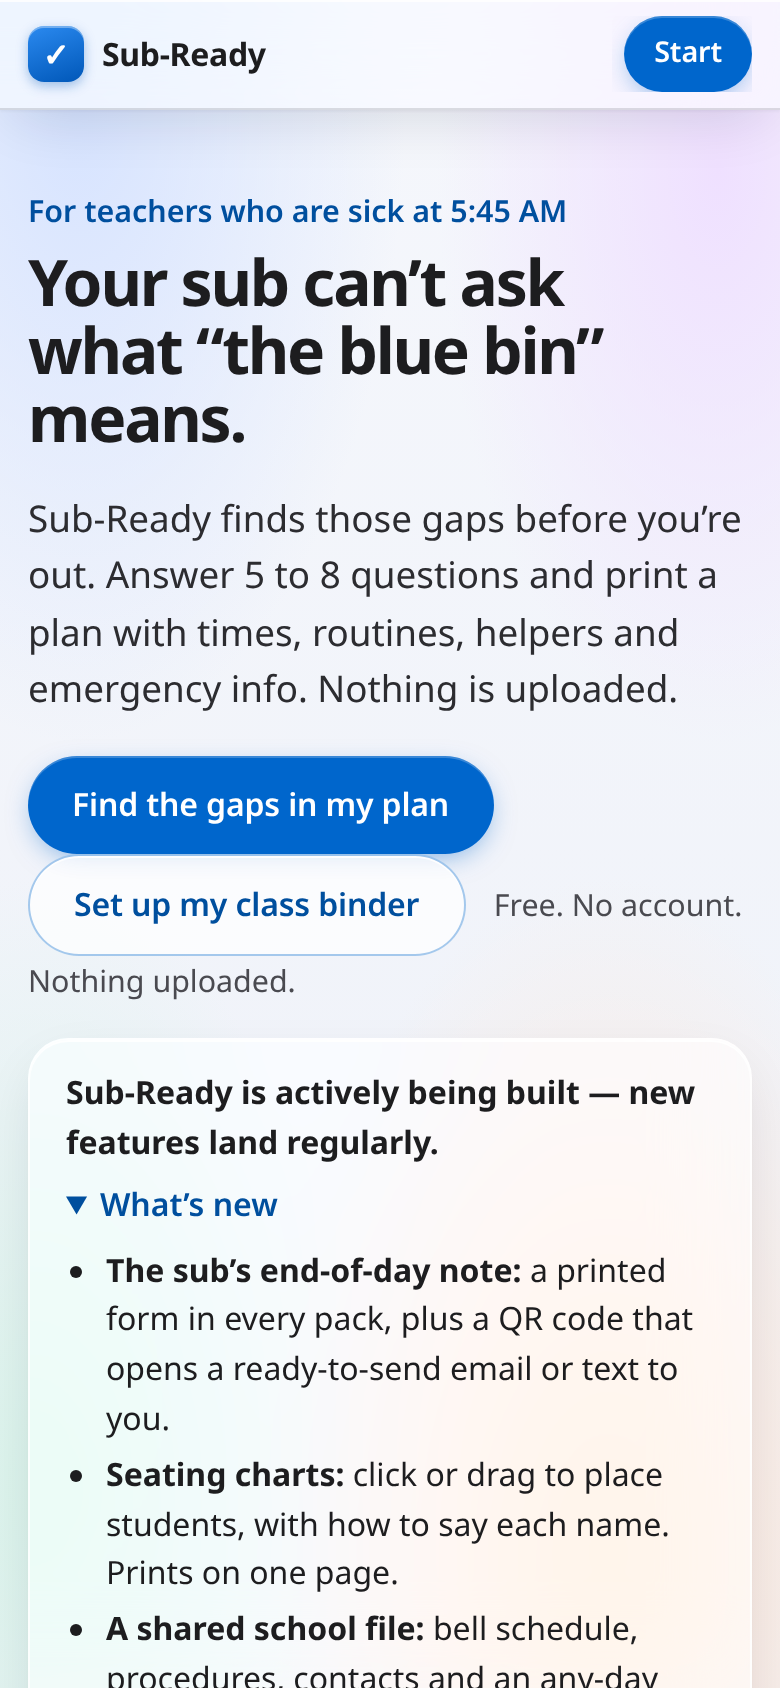 ✓ Sub-Ready Start
For teachers who are sick at 5:45 AM
Your sub can’t ask
what “the blue bin”
means.
Sub-Ready finds those gaps before you’re
out. Answer 5 to 8 questions and print a
plan with times, routines, helpers and
emergency info. Nothing is uploaded.
Find the gaps in my plan
Set up my class binder Free. No account.
Nothing uploaded.
Sub-Ready is actively being built — new
features land regularly.
▼ What’s new
• The sub’s end-of-day note: a printed
form in every pack, plus a QR code that
opens a ready-to-send email or text to
you.
• Seating charts: click or drag to place
students, with how to say each name.
Prints on one page.
• A shared school file: bell schedule,
procedures, contacts and an any-day